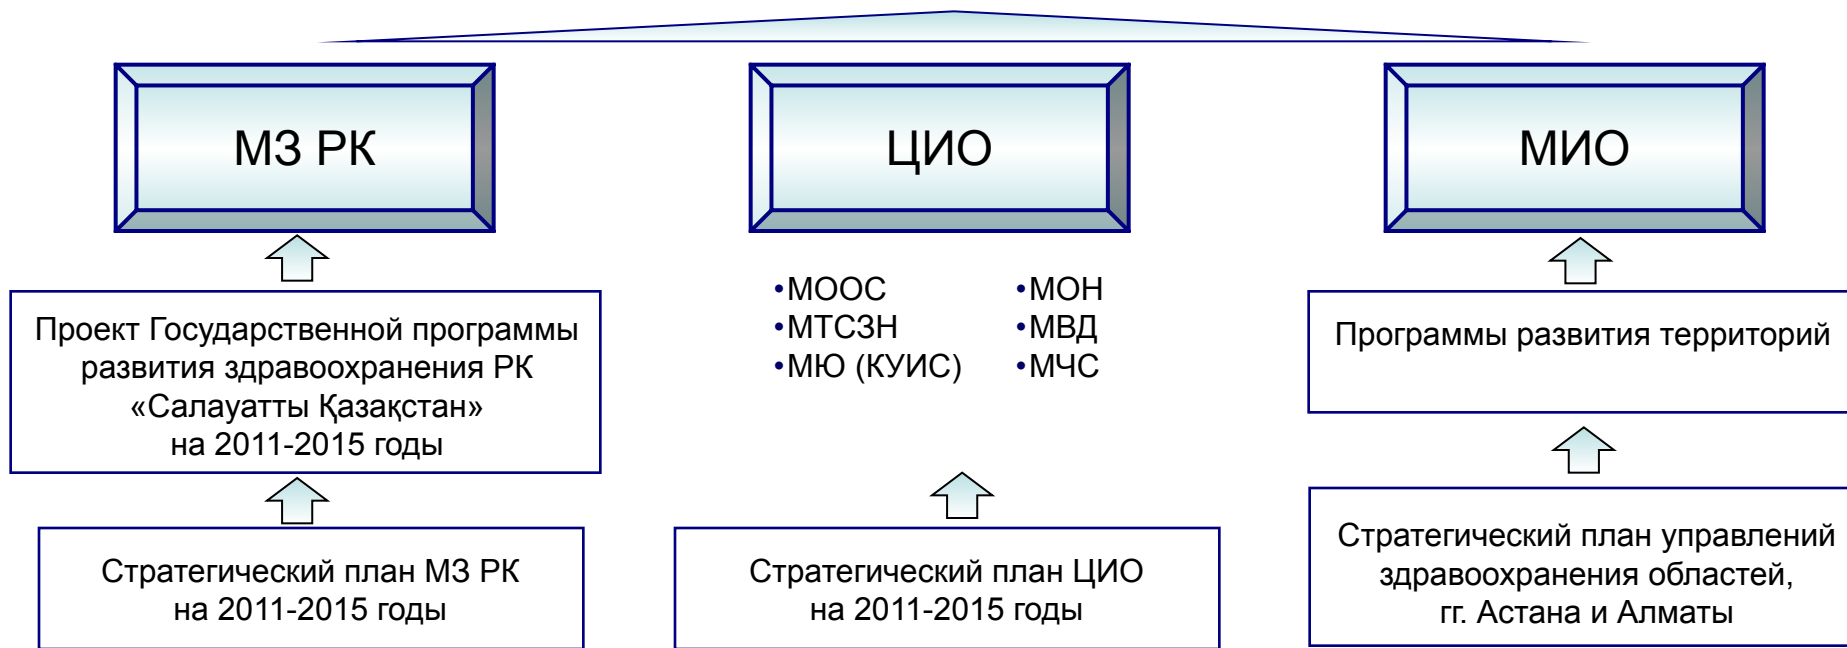 МЗ РК
ЦИО
МИО
Проект Государственной программы
развития здравоохранения РК
«Салауатты Қазақстан»
на 2011-2015 годы
•МООС
•МТСЗН
•МЮ (КУИС)
•МОН
•МВД
•МЧС
Программы развития территорий
Стратегический план МЗ РК
на 2011-2015 годы
Стратегический план ЦИО
на 2011-2015 годы
Стратегический план управлений
здравоохранения областей,
гг. Астана и Алматы